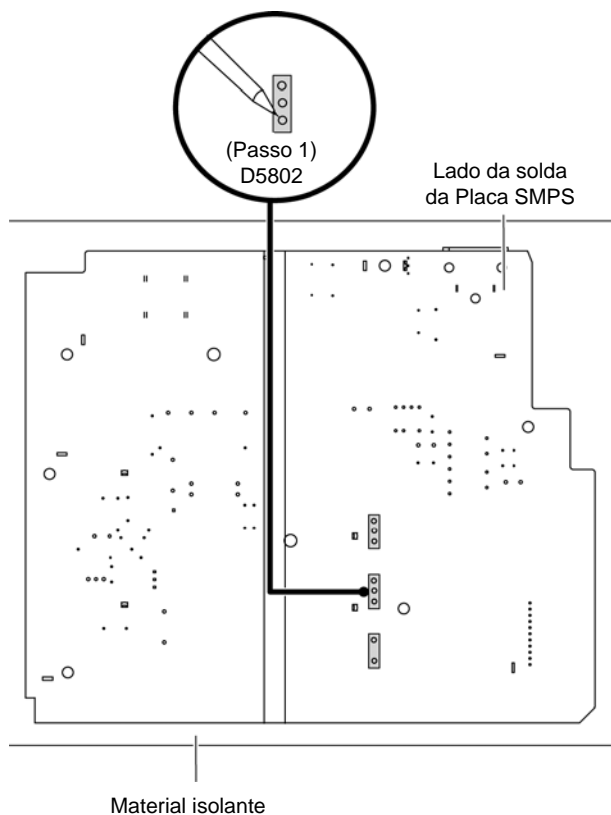 (Passo 1)
D5802
Lado da solda
da Placa SMPS
Material isolante